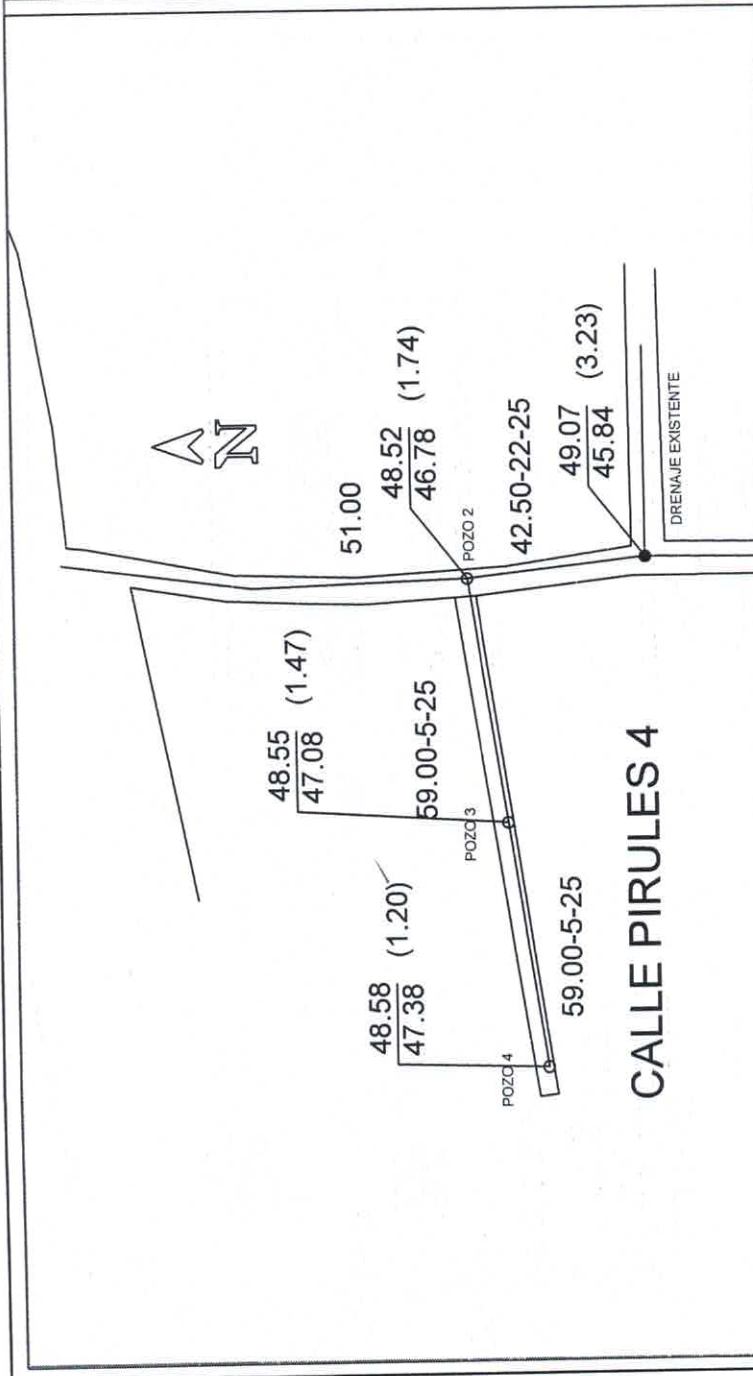 N
51.00
48.52 (1.74)
46.78
POZO 2
42.50-22-25
49.07 (3.23)
45.84
DRENAJE EXISTENTE
48.55 (1.47)
47.08
59.00-5-25
POZO 3
48.58 (1.20)
47.38
POZO 4
59.00-5-25
CALLE PIRULES 4